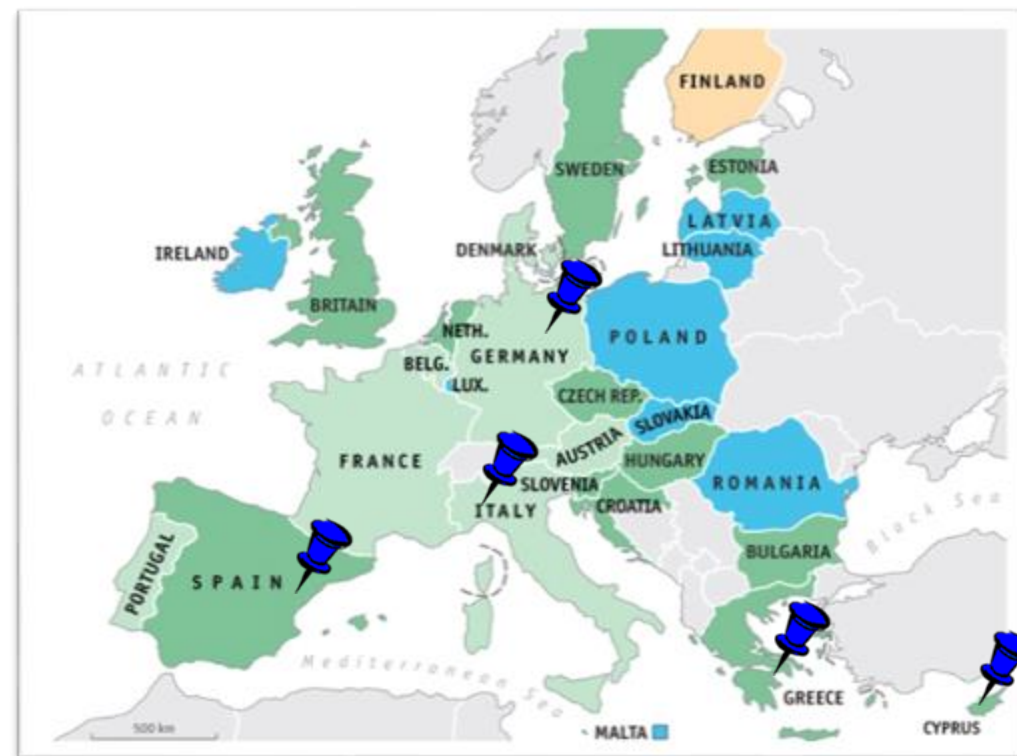 FINLAND
SWEDEN
ESTONIA
LATVIA
LITHUANIA
DENMARK
IRELAND
BRITAIN
NETH.
POLAND
GERMANY
BELG.
LUX.
ATLANTIC
OCEAN
CZECH REP.
SLOVAKIA
AUSTRIA
FRANCE
HUNGARY
SLOVENIA
ROMANIA
ITALY
CROATIA
Black Sea
BULGARIA
PORTUGAL
SPAIN
Mediterranean Sea
GREECE
CYPRUS
500 km
MALTA